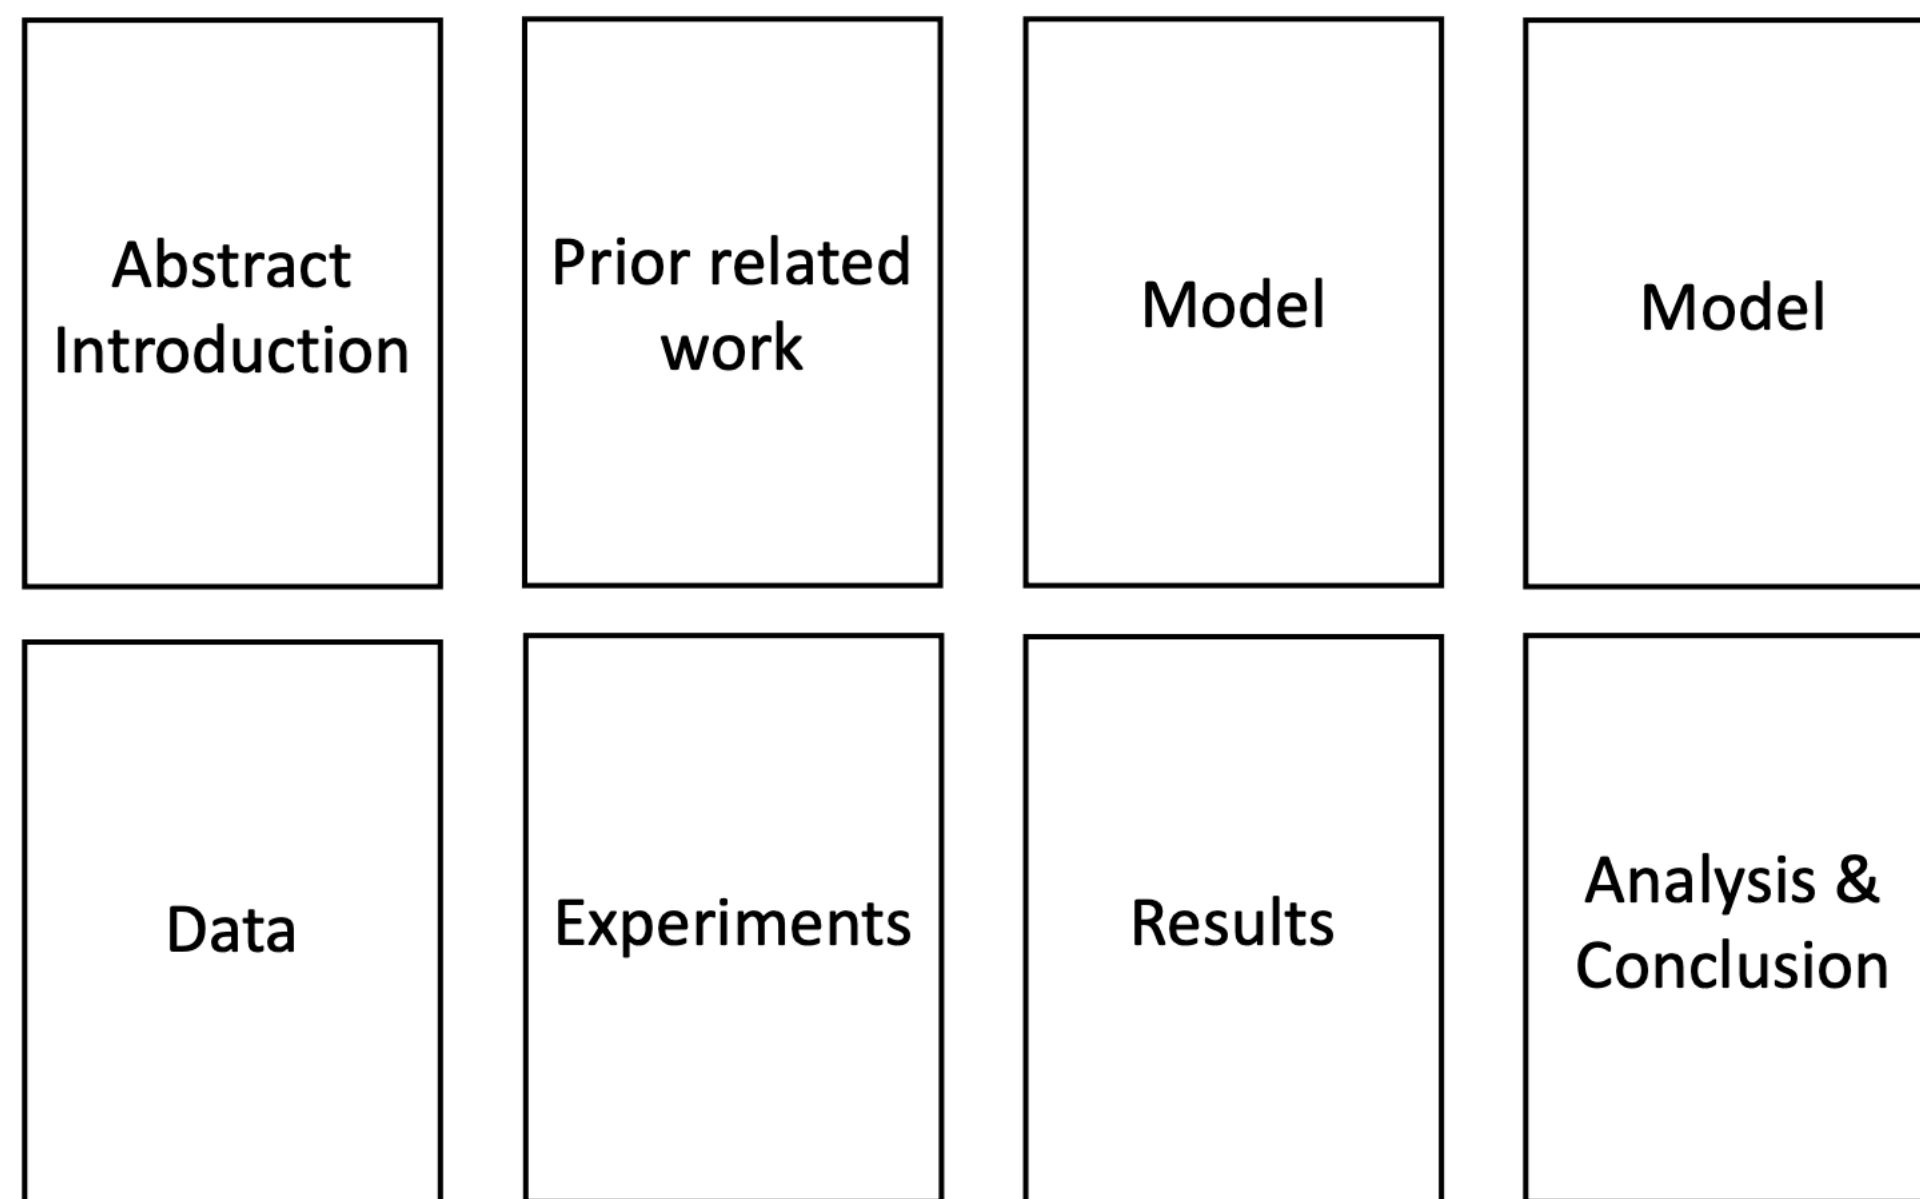 Abstract
Introduction
Prior related
work
Model
Model
Data
Experiments
Results
Analysis &
Conclusion